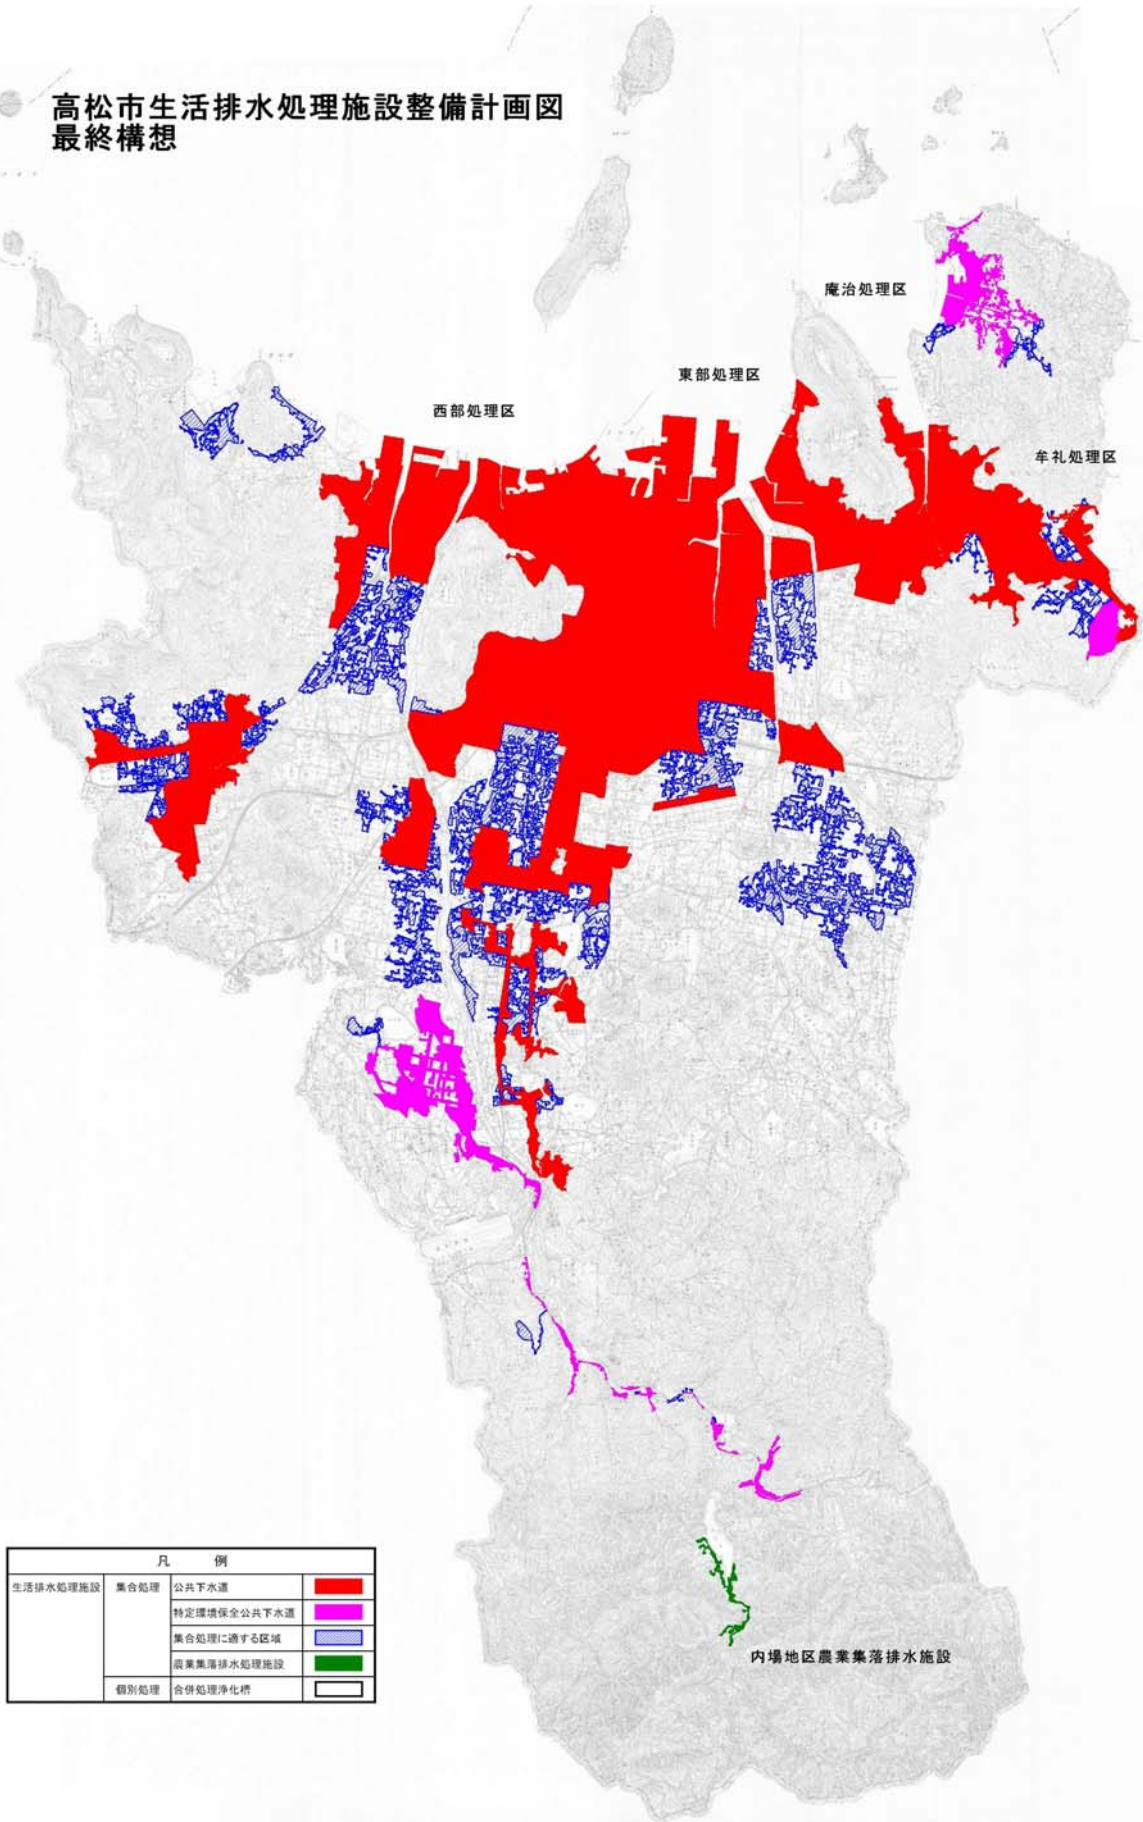 高松市生活排水処理施設整備計画図
最終構想
庵治処理区
東部処理区
西部処理区
牟礼処理区
内場地区農業集落排水施設
凡 例
生活排水処理施設 集合処理 公共下水道
特定環境保全公共下水道
集合処理に適する区域
農業集落排水処理施設
個別処理 合併処理浄化槽